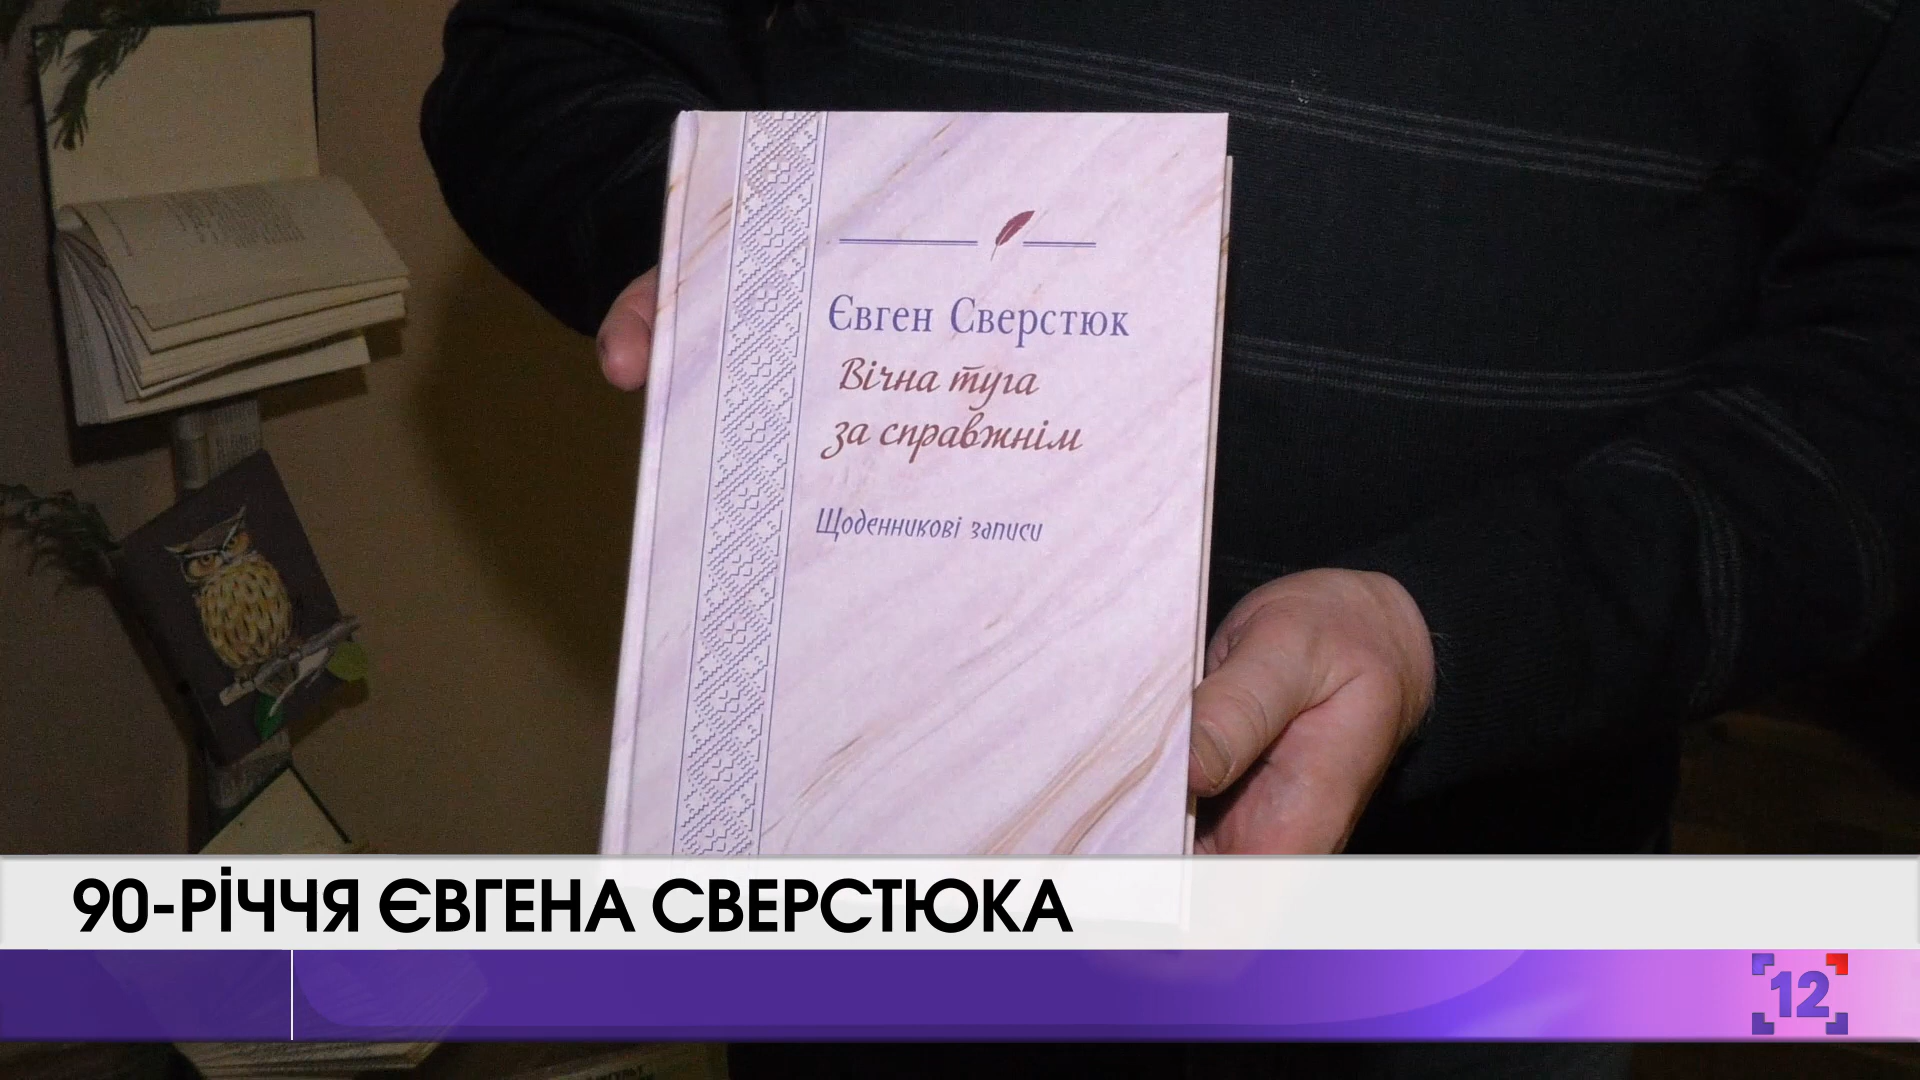 Євген Сверстюк
Вічна туга
за справжнім
Щоденникові записи
90-РІЧЧЯ ЄВГЕНА СВЕРСТЮКА
12